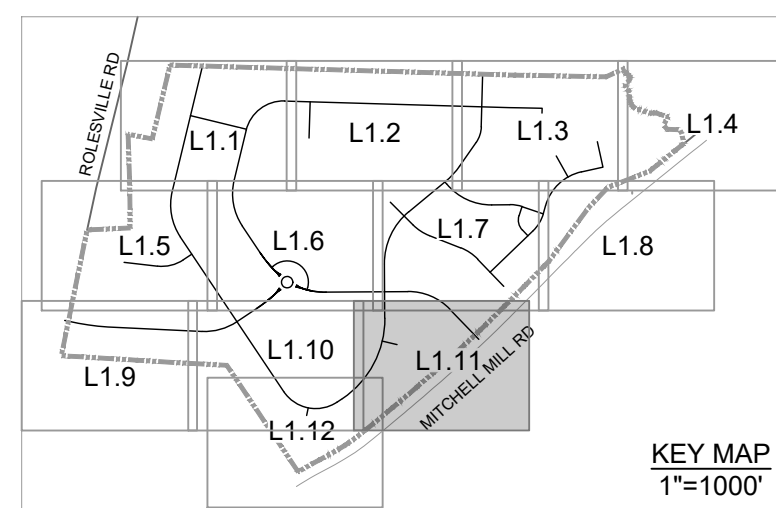 ROLESVILLE RD
L1.1
L1.2
L1.3
L1.4
L1.5
L1.6
L1.7
L1.8
L1.9
L1.10
L1.11
L1.12
MITCHELL MILL RD
KEY MAP
1"=1000'